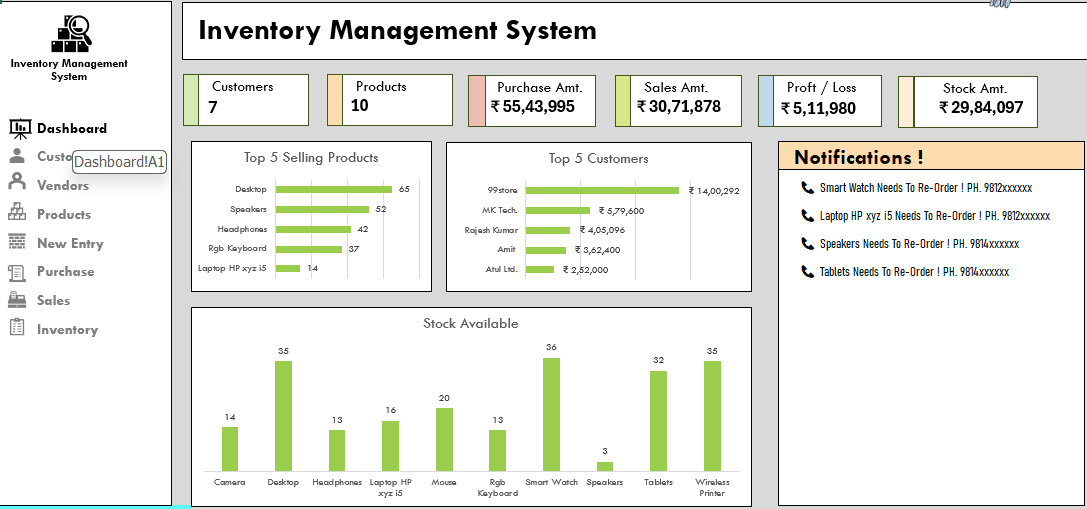 Inventory Management
System
Inventory Management System
Customers
7
Products
10
Purchase Amt.
₹ 55,43,995
Sales Amt.
₹ 30,71,878
Proft / Loss
₹ 5,11,980
Stock Amt.
₹ 29,84,097
Dashboard
Custo
Dashboard!A1
Vendors
Products
New Entry
Purchase
Sales
Inventory
Top 5 Selling Products
Desktop 65
Speakers 52
Headphones 42
Rgb Keyboard 37
Laptop HP xyz i5 14
Top 5 Customers
99store ₹ 14,00,292
MK Tech. ₹ 5,79,600
Rajesh Kumar ₹ 4,05,096
Amit ₹ 3,62,400
Atul Ltd. ₹ 2,52,000
Notifications !
Smart Watch Needs To Re-Order ! PH. 9812xxxxxx
Laptop HP xyz i5 Needs To Re-Order ! PH. 9812xxxxxx
Speakers Needs To Re-Order ! PH. 9814xxxxxx
Tablets Needs To Re-Order ! PH. 9814xxxxxx
Stock Available
14 35 13 16 20 13 36 3 32 35
Camera Desktop Headphones Laptop HP Mouse Rgb Smart Watch Speakers Tablets Wireless
xyz i5 Keyboard Printer